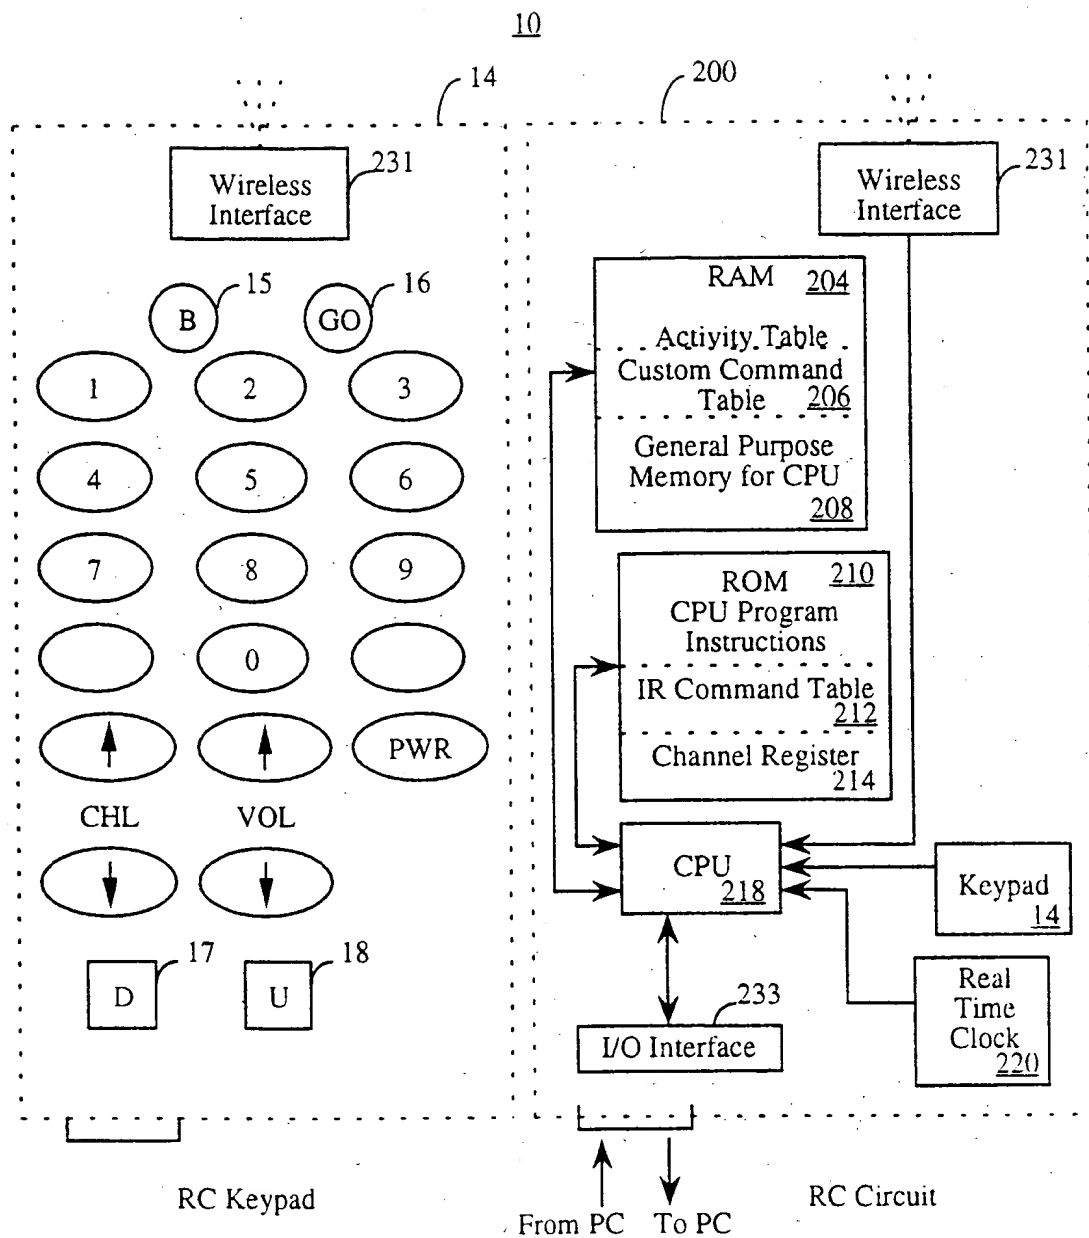 10
14
Wireless
Interface
231
B
15
GO
16
1
2
3
4
5
6
7
8
9
0
PWR
CHL
VOL
D
17
U
18
RC Keypad
200
Wireless
Interface
231
RAM 204
Activity Table
Custom Command
Table 206
General Purpose
Memory for CPU
208
ROM 210
CPU Program
Instructions
IR Command Table
212
Channel Register
214
CPU
218
Keypad
14
Real
Time
Clock
220
233
I/O Interface
From PC
To PC
RC Circuit